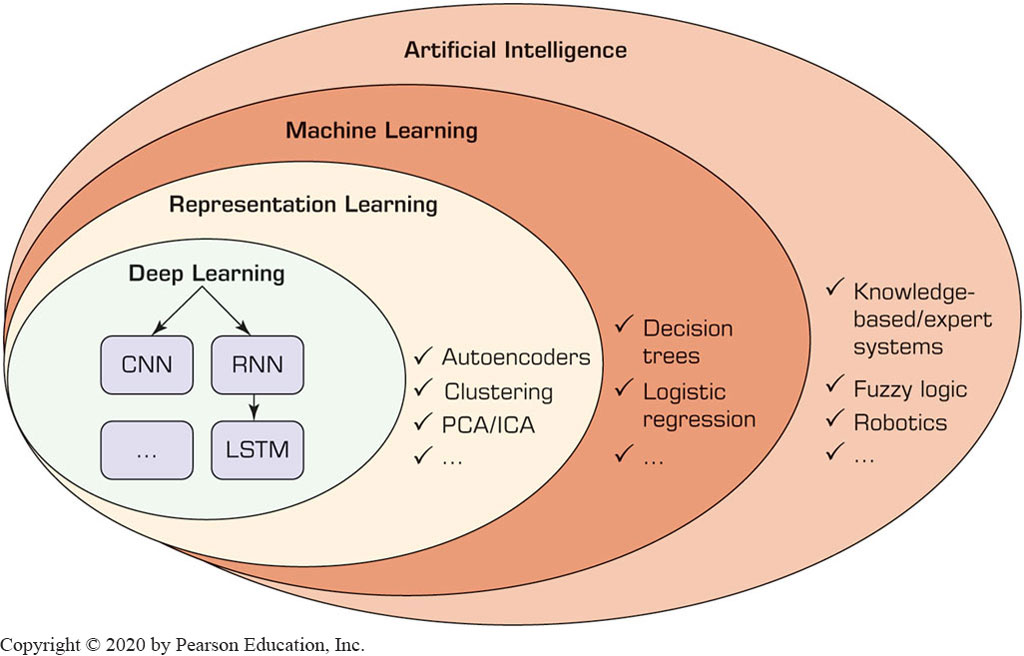 Artificial Intelligence
Machine Learning
Representation Learning
Deep Learning
CNN
RNN
...
LSTM
✓ Autoencoders
✓ Clustering
✓ PCA/ICA
✓ ...
✓ Decision
trees
✓ Logistic
regression
✓ ...
✓ Knowledge-
based/expert
systems
✓ Fuzzy logic
✓ Robotics
✓ ...
Copyright © 2020 by Pearson Education, Inc.